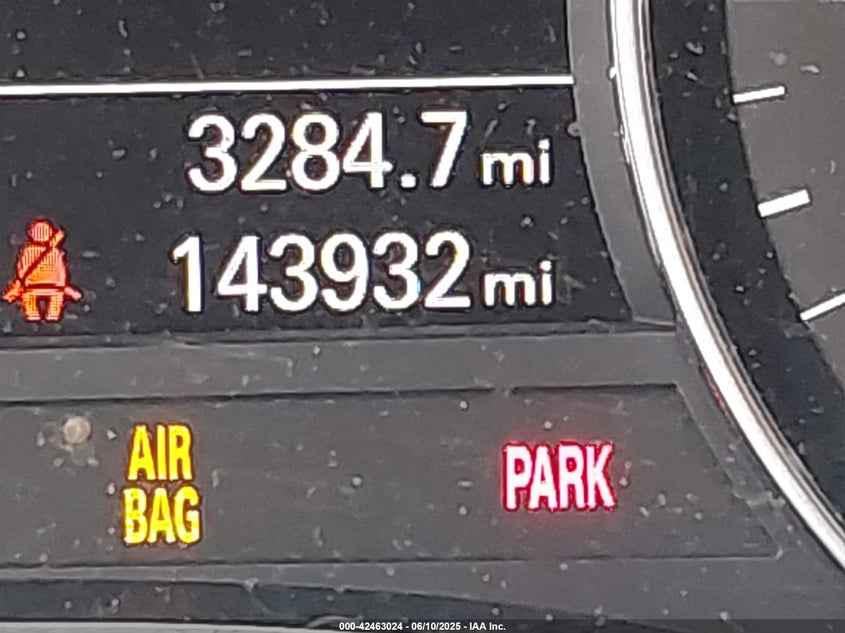 3284.7 mi
143932 mi
AIR
BAG
PARK
000-42463024 - 06/10/2025 - IAA Inc.